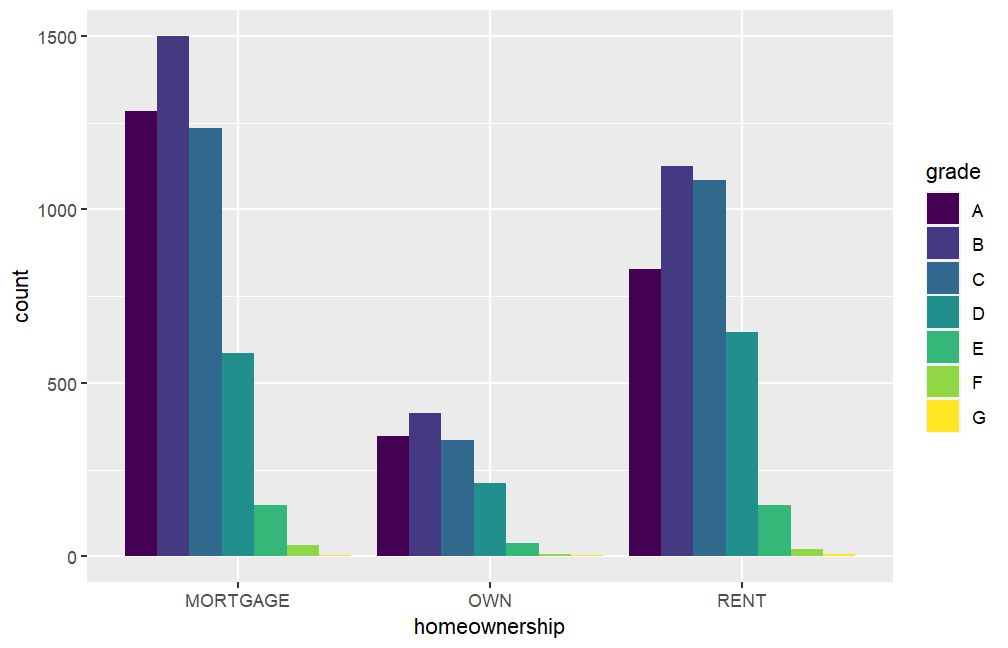 1500
1000
500
0
count
MORTGAGE
OWN
RENT
homeownership
grade
A
B
C
D
E
F
G